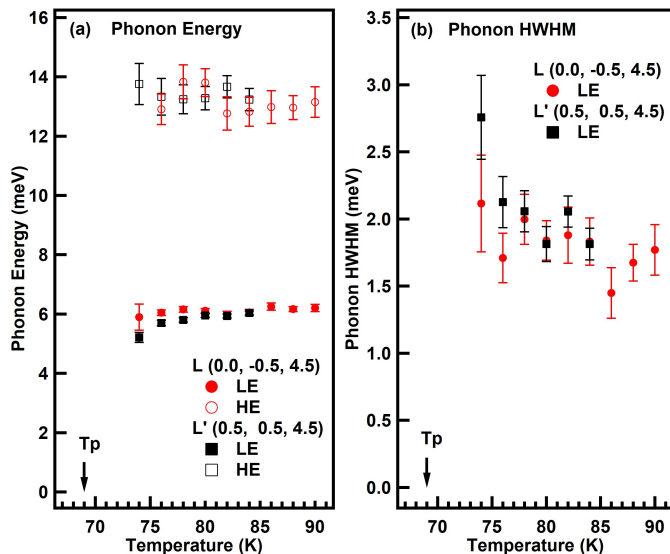 (a) Phonon Energy
Phonon Energy (meV)
16
14
12
10
8
6
4
2
0
L (0.0, -0.5, 4.5)
LE
HE
L' (0.5, 0.5, 4.5)
LE
HE
Tp
70 75 80 85 90
Temperature (K)
(b) Phonon HWHM
Phonon HWHM (meV)
3.5
3.0
2.5
2.0
1.5
1.0
0.5
0.0
L (0.0, -0.5, 4.5)
LE
L' (0.5, 0.5, 4.5)
LE
Tp
70 75 80 85 90
Temperature (K)